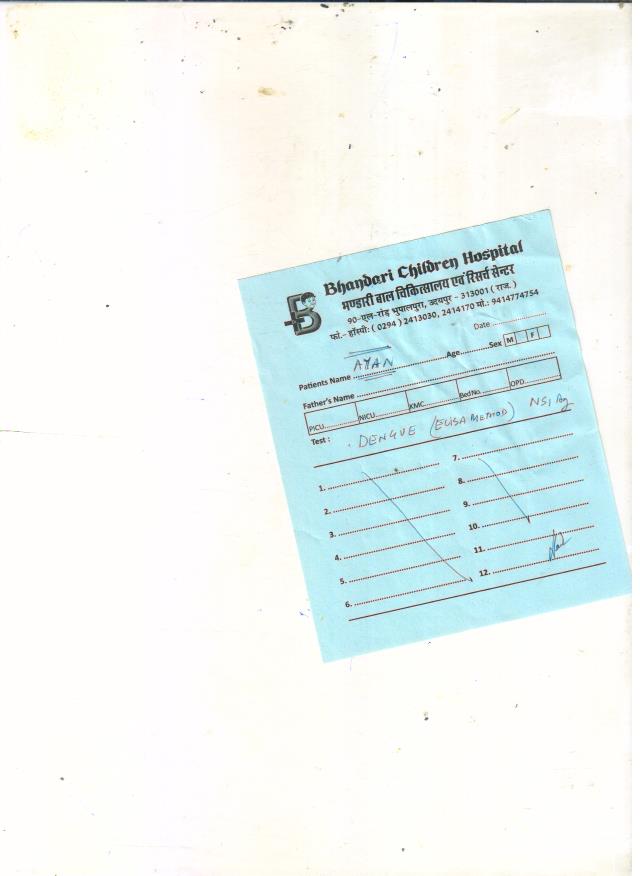 Bhandari Children Hospital
भण्डारी बाल चिकित्सालय एवं रिसर्च सेन्टर
90-एल-रोड़ भुपालपुरा, उदयपुर - 313001 ( राज. )
फो.- हॉस्पी: ( 0294 ) 2413030, 2414170 मो.: 9414774754
Date
Patients Name AYAN Age Sex M F
Father's Name
PICU NICU KMC Bed No. OPD
Test : DENGUE (ELISA METHOD) NS1 Ag
1.
2.
3.
4.
5.
6.
7.
8.
9.
10.
11.
12.